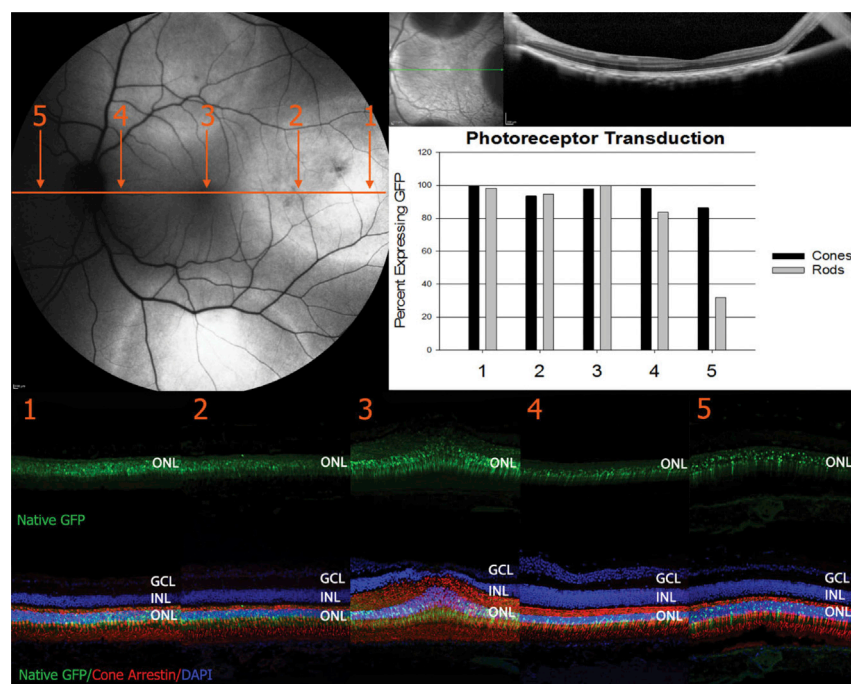 5 4 3 2 1
Photoreceptor Transduction
Percent Expressing GFP
120
100
80
60
40
20
0
1 2 3 4 5
Cones
Rods
1 2 3 4 5
ONL ONL ONL ONL ONL
Native GFP
GCL GCL GCL GCL GCL
INL INL INL INL INL
ONL ONL ONL ONL ONL
Native GFP/Cone Arrestin/DAPI